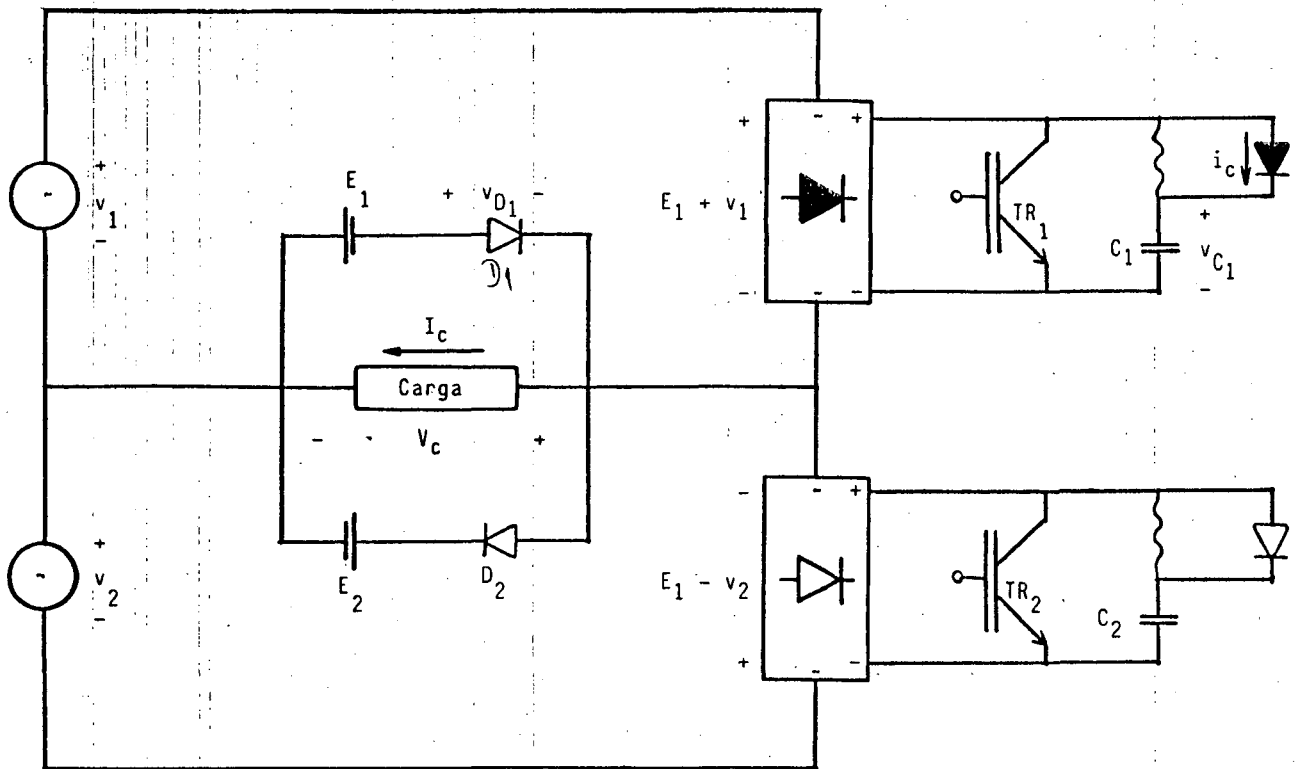 +
v1
-
E1
+ vD1 -
D1
Ic
Carga
- Vc +
E2
D2
+
v2
-
+
E1 + v1
-
- +
- -
TR1
C1
ic
+
vC1
-
-
E1 - v2
+
- +
- -
TR2
C2